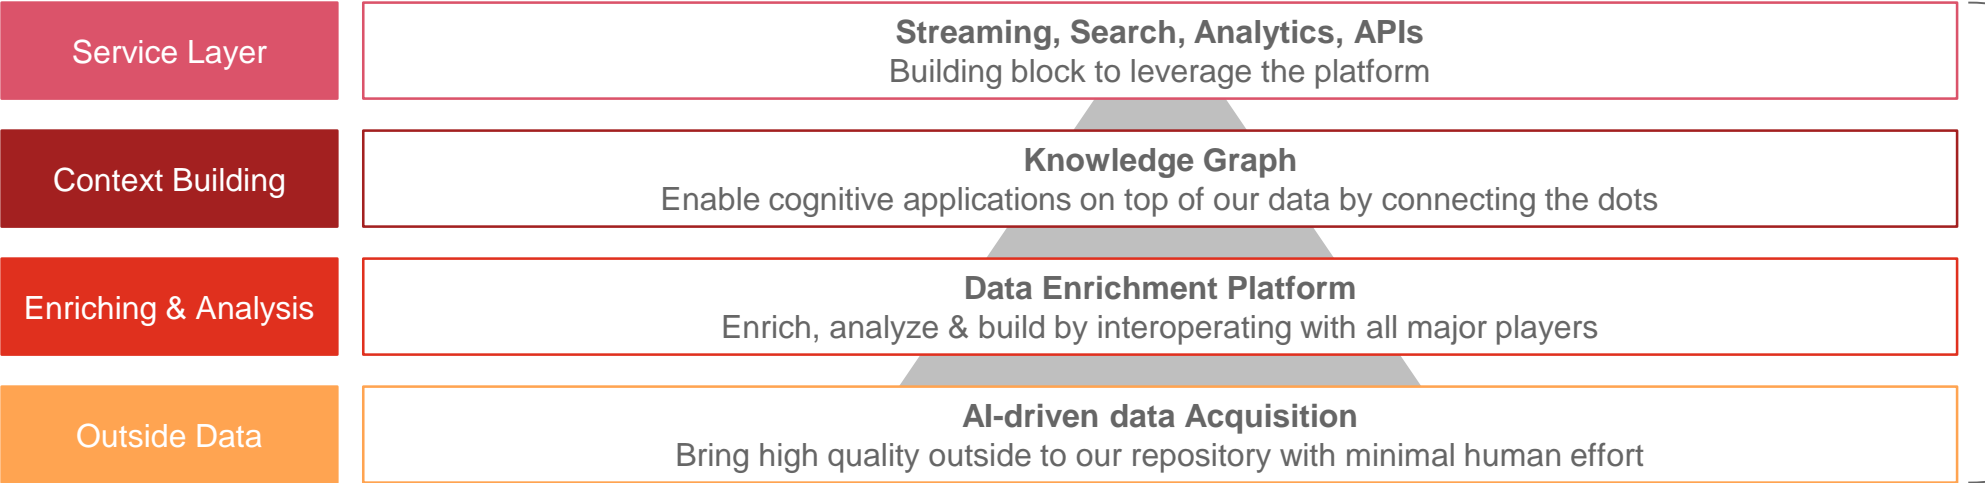 Service Layer
Streaming, Search, Analytics, APIs
Building block to leverage the platform
Context Building
Knowledge Graph
Enable cognitive applications on top of our data by connecting the dots
Enriching & Analysis
Data Enrichment Platform
Enrich, analyze & build by interoperating with all major players
Outside Data
AI-driven data Acquisition
Bring high quality outside to our repository with minimal human effort